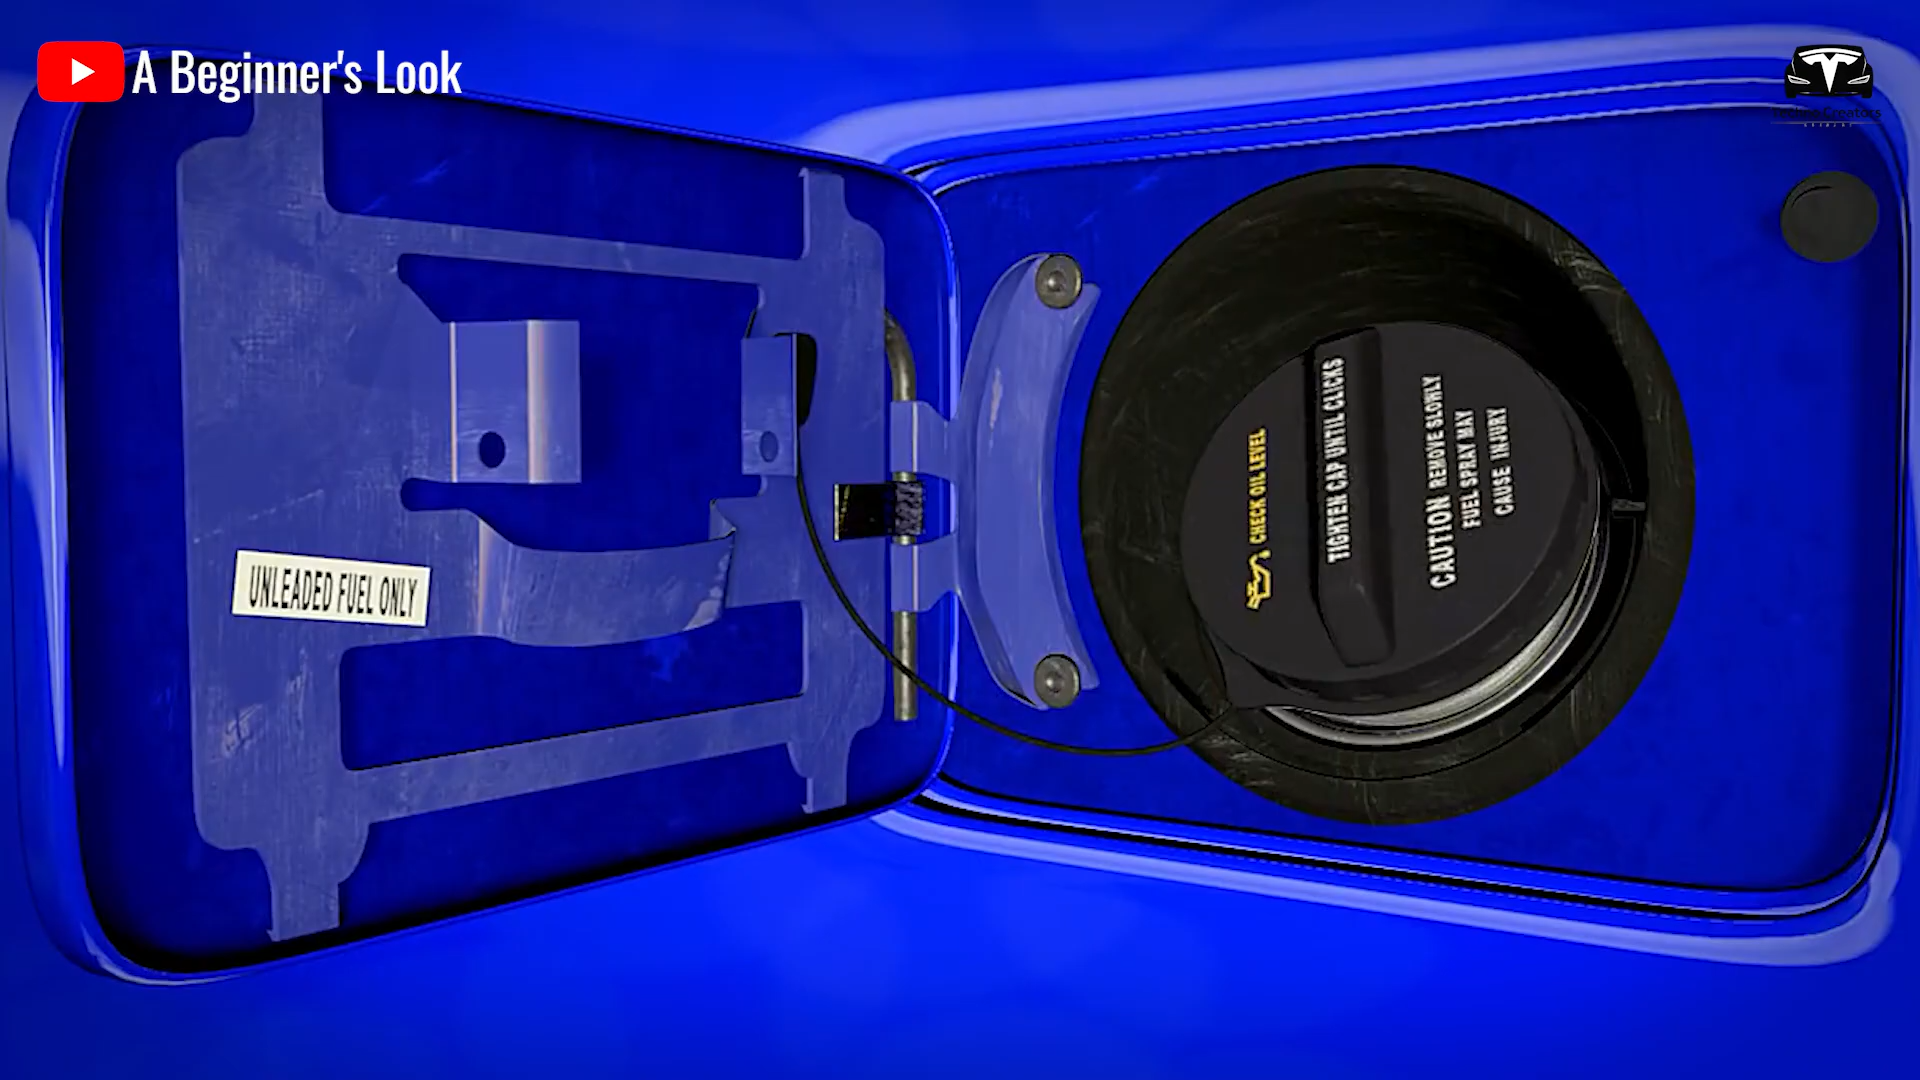 A Beginner's Look
UNLEADED FUEL ONLY
CHECK OIL LEVEL
TIGHTEN CAP UNTIL CLICKS
CAUTION REMOVE SLOWLY
FUEL SPRAY MAY
CAUSE INJURY